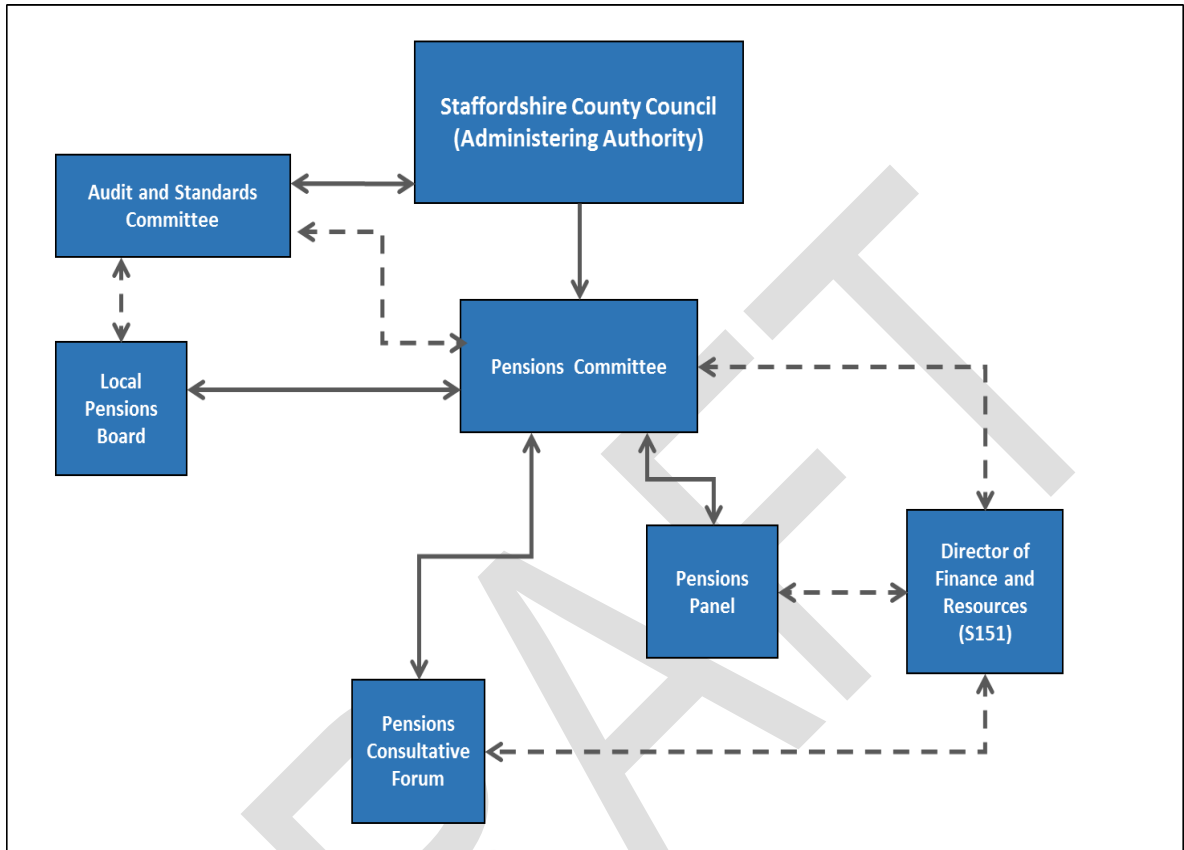 Staffordshire County Council
(Administering Authority)
Audit and Standards
Committee
Pensions Committee
Local
Pensions
Board
Pensions
Panel
Director of
Finance and
Resources
(S151)
Pensions
Consultative
Forum
DRAFT